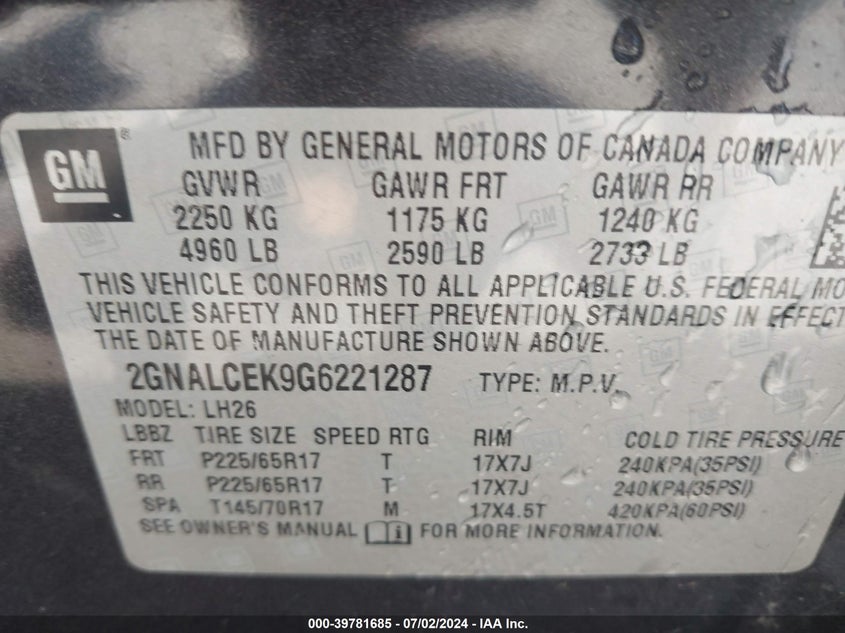 GM MFD BY GENERAL MOTORS OF CANADA COMPANY
GVWR GAWR FRT GAWR RR
2250 KG 1175 KG 1240 KG
4960 LB 2590 LB 2733 LB
THIS VEHICLE CONFORMS TO ALL APPLICABLE U.S. FEDERAL MO
VEHICLE SAFETY AND THEFT PREVENTION STANDARDS IN EFFECT
THE DATE OF MANUFACTURE SHOWN ABOVE.
2GNALCEK9G6221287 TYPE: M.P.V.
MODEL: LH26
LBBZ TIRE SIZE SPEED RTG RIM COLD TIRE PRESSURE
FRT P225/65R17 T 17X7J 240KPA(35PSI)
RR P225/65R17 T 17X7J 240KPA(35PSI)
SPA T145/70R17 M 17X4.5T 420KPA(60PSI)
SEE OWNER'S MANUAL i FOR MORE INFORMATION.
000-39781685 - 07/02/2024 - IAA Inc.